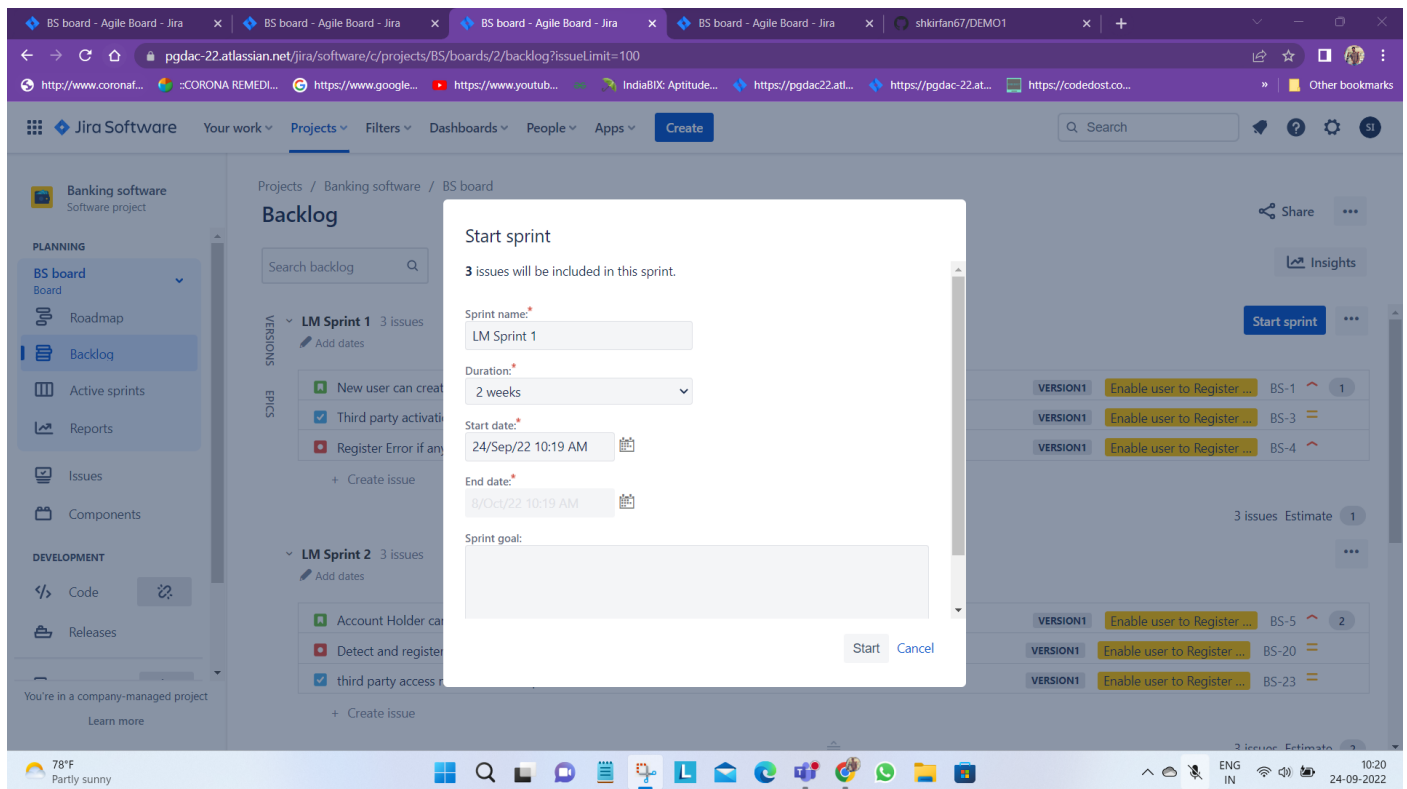 BS board - Agile Board - Jira
BS board - Agile Board - Jira
BS board - Agile Board - Jira
BS board - Agile Board - Jira
shkirfan67/DEMO1
pgdac-22.atlassian.net/jira/software/c/projects/BS/boards/2/backlog?issueLimit=100
http://www.coronaf...
::CORONA REMEDI...
https://www.google...
https://www.youtub...
IndiaBIX: Aptitude...
https://pgdac22.atl...
https://pgdac-22.at...
https://codedost.co...
»
Other bookmarks
Jira Software
Your work
Projects
Filters
Dashboards
People
Apps
Create
Search
SI
Banking software
Software project
PLANNING
BS board
Board
Roadmap
Backlog
Active sprints
Reports
Issues
Components
DEVELOPMENT
</> Code
Releases
You're in a company-managed project
Learn more
Projects / Banking software / BS board
Backlog
Share
Search backlog
Insights
VERSIONS
EPICS
LM Sprint 1 3 issues
Add dates
Start sprint
New user can creat
VERSION1 Enable user to Register ... BS-1 1
Third party activati
VERSION1 Enable user to Register ... BS-3
Register Error if any
VERSION1 Enable user to Register ... BS-4
+ Create issue
3 issues Estimate 1
LM Sprint 2 3 issues
Add dates
Account Holder car
VERSION1 Enable user to Register ... BS-5 2
Detect and register
VERSION1 Enable user to Register ... BS-20
third party access r
VERSION1 Enable user to Register ... BS-23
+ Create issue
3 issues Estimate 2
Start sprint
3 issues will be included in this sprint.
Sprint name:*
LM Sprint 1
Duration:*
2 weeks
Start date:*
24/Sep/22 10:19 AM
End date:*
8/Oct/22 10:19 AM
Sprint goal:
Start
Cancel
78°F
Partly sunny
ENG
IN
10:20
24-09-2022